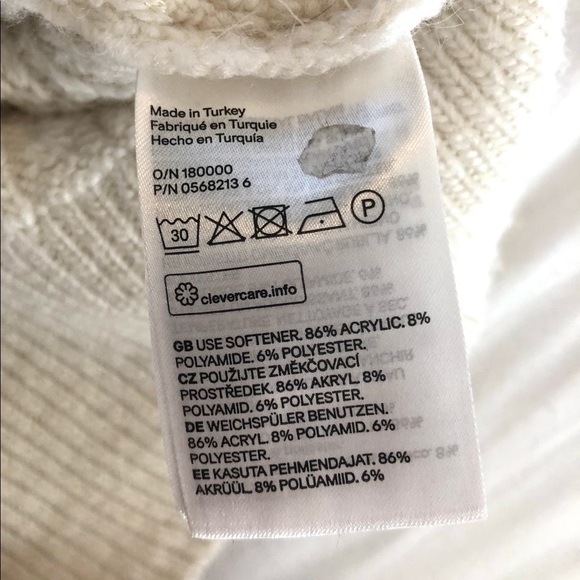 Made in Turkey
Fabriqué en Turquie
Hecho en Turquía
O/N 180000
P/N 0568213 6
30
P
clevercare.info
GB USE SOFTENER. 86% ACRYLIC. 8%
POLYAMIDE. 6% POLYESTER.
CZ POUŽIJTE ZMĚKČOVACÍ
PROSTŘEDEK. 86% AKRYL. 8%
POLYAMID. 6% POLYESTER.
DE WEICHSPÜLER BENUTZEN.
86% ACRYL. 8% POLYAMID. 6%
POLYESTER.
EE KASUTA PEHMENDAJAT. 86%
AKRÜÜL. 8% POLÜAMIID. 6%